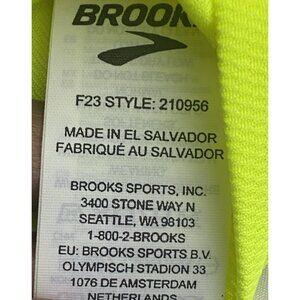 BROOKS
F23 STYLE: 210956
MADE IN EL SALVADOR
FABRIQUÉ AU SALVADOR
BROOKS SPORTS, INC.
3400 STONE WAY N
SEATTLE, WA 98103
1-800-2-BROOKS
EU: BROOKS SPORTS B.V.
OLYMPISCH STADION 33
1076 DE AMSTERDAM
NETHERLANDS